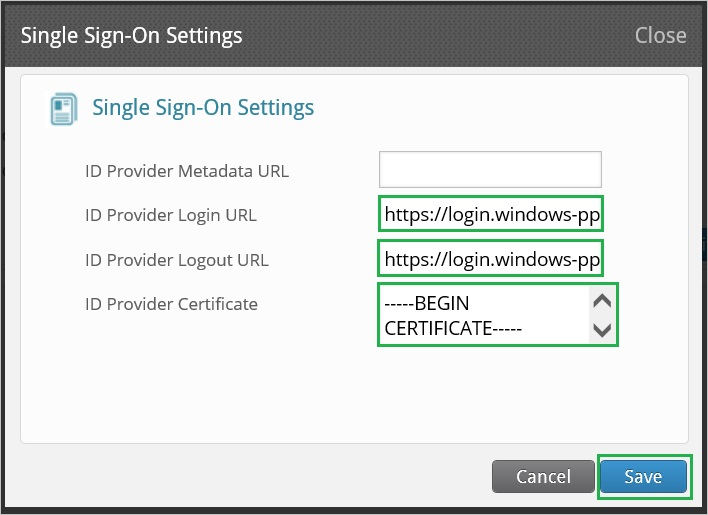 Single Sign-On Settings Close
Single Sign-On Settings
ID Provider Metadata URL
ID Provider Login URL https://login.windows-pp
ID Provider Logout URL https://login.windows-pp
ID Provider Certificate -----BEGIN
CERTIFICATE-----
Cancel Save